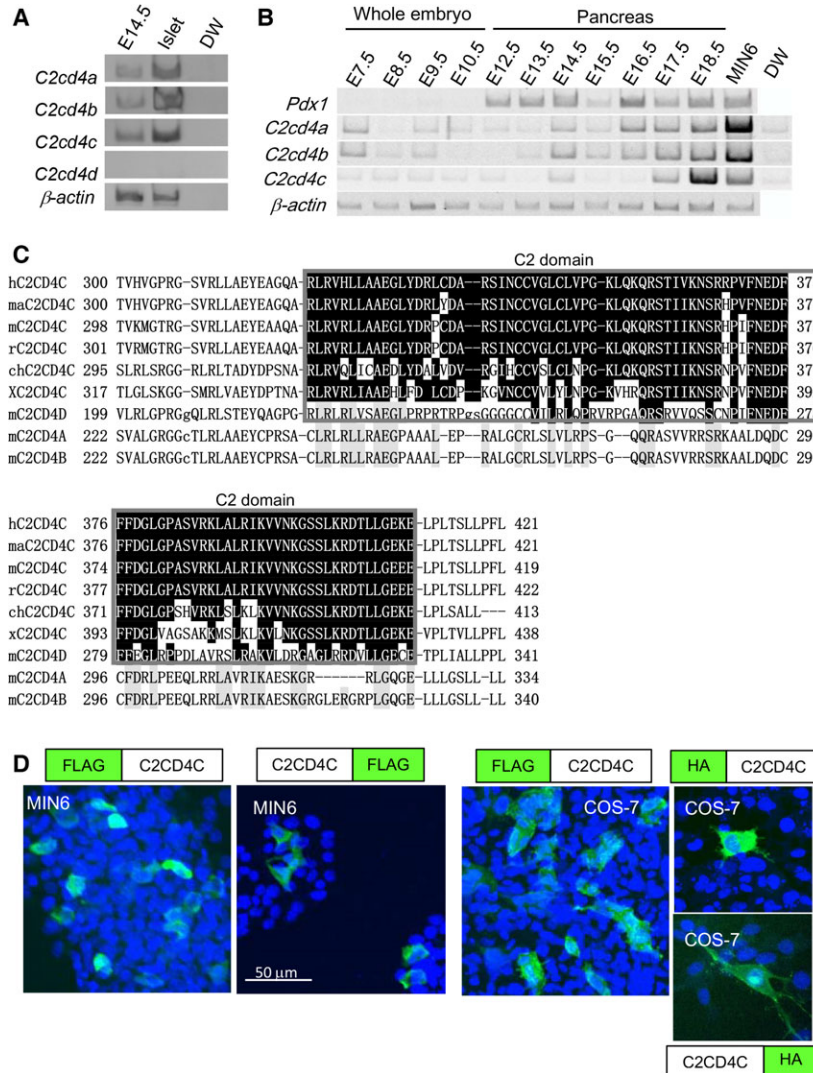 A
E14.5 Islet DW
C2cd4a
C2cd4b
C2cd4c
C2cd4d
β-actin
B
Whole embryo Pancreas
E7.5 E8.5 E9.5 E10.5 E12.5 E13.5 E14.5 E15.5 E16.5 E17.5 E18.5 MIN6 DW
Pdx1
C2cd4a
C2cd4b
C2cd4c
β-actin
C
C2 domain
hC2CD4C 300 TVHVGPRG-SVRLLAEYEAGQA-RLRVHLLAAEGLYDRLCDA--RSINCCVGLCLVPG-KLQKQRSTIVKNSRRPVFNEDF 37
maC2CD4C 300 TVHVGPRG-SVRLLAEYEAGQA-RLRVHLLAAEGLYDRLYDA--RSINCCVGLCLVPG-KLQKQRSTIIKNSRHPVFNEDF 37
mC2CD4C 298 TVKMGTRG-SVRLLAEYEAAQA-RLRVRLLAAEGLYDRPCDA--RSINCCVGLCLVPG-KLQKQRSTIIKNSRHPIFNEDF 37
rC2CD4C 301 TVRMGTRG-SVRLLAEYEAAQA-RLRVRLLAAEGLYDRPCDA--RSINCCVGLCLVPG-KLQKQRSTIIKNSRHPIFNEDF 37
chC2CD4C 295 SLRLSRGG-RLRLTADYDPSNA-RLRVQLICAEDLYDALVDV--RGIHCCVSLCLNPG-KLQKQRSTIIKNSRNPVFNEDF 37
XC2CD4C 317 TLGLSKGG-SMRLVAEYDPTNA-RLRVRLIAAEHLFD LCDP--KGVNCCVVLYLNPG-KVHRQRSTIIKNSRNPVFNEDF 39
mC2CD4D 199 VLRLGPRGgQLRLSTEYQAGPG-RLRLRLVSAEGLPRPRTRPgsGGGGCCVILRLQPRVRPGAQRSRVVQSSCNPIFNEDF 27
mC2CD4A 222 SVALGRGGcTLRLAAEYCPRSA-CLRLRLLRAEGPAAAL-EP--RALGCRLSLVLRPS-G--QQRASVVRRSRKAALDQDC 29
mC2CD4B 222 SVALGRGGcTLRLAAEYCPRSA-CLRLRLLRAEGPAAAL-EP--RALGCRLSLVLRPS-G--QQRASVVRRSRKAALDQDC 29
C2 domain
hC2CD4C 376 FFDGLGPASVRKLALRIKVVNKGSSLKRDTLLGEKE-LPLTSLLPFL 421
maC2CD4C 376 FFDGLGPASVRKLALRIKVVNKGSSLKRDTLLGEKE-LPLTSLLPFL 421
mC2CD4C 374 FFDGLGPASVRKLALRIKVVNKGSSLKRDTLLGEEE-LPLTSLLPFL 419
rC2CD4C 377 FFDGLGPASVRKLALRIKVVNKGSSLKRDTLLGEEE-LPLTSLLPFL 422
chC2CD4C 371 FFDGLGPSHVRKLSLKLKVVNKGSSLKRDTLLGEKE-LPLSALL--- 413
xC2CD4C 393 FFDGLVAGSAKKMSLKLKVLNKGSSLKRDTLLGEKE-VPLTVLLPFL 438
mC2CD4D 279 FFEGLRPPDLAVRSLRAKVLDRGAGLRRDVLLGECE-TPLIALLPPL 341
mC2CD4A 296 CFDRLPEEQLRRLAVRIKAESKGR------RLGQGE-LLLGSLL-LL 334
mC2CD4B 296 CFDRLPEEQLRRLAVRIKAESKGRGLERGRPLGQGE-LLLGSLL-LL 340
D
FLAG C2CD4C
C2CD4C FLAG
FLAG C2CD4C
HA C2CD4C
MIN6
MIN6
50 µm
COS-7
COS-7
COS-7
C2CD4C HA